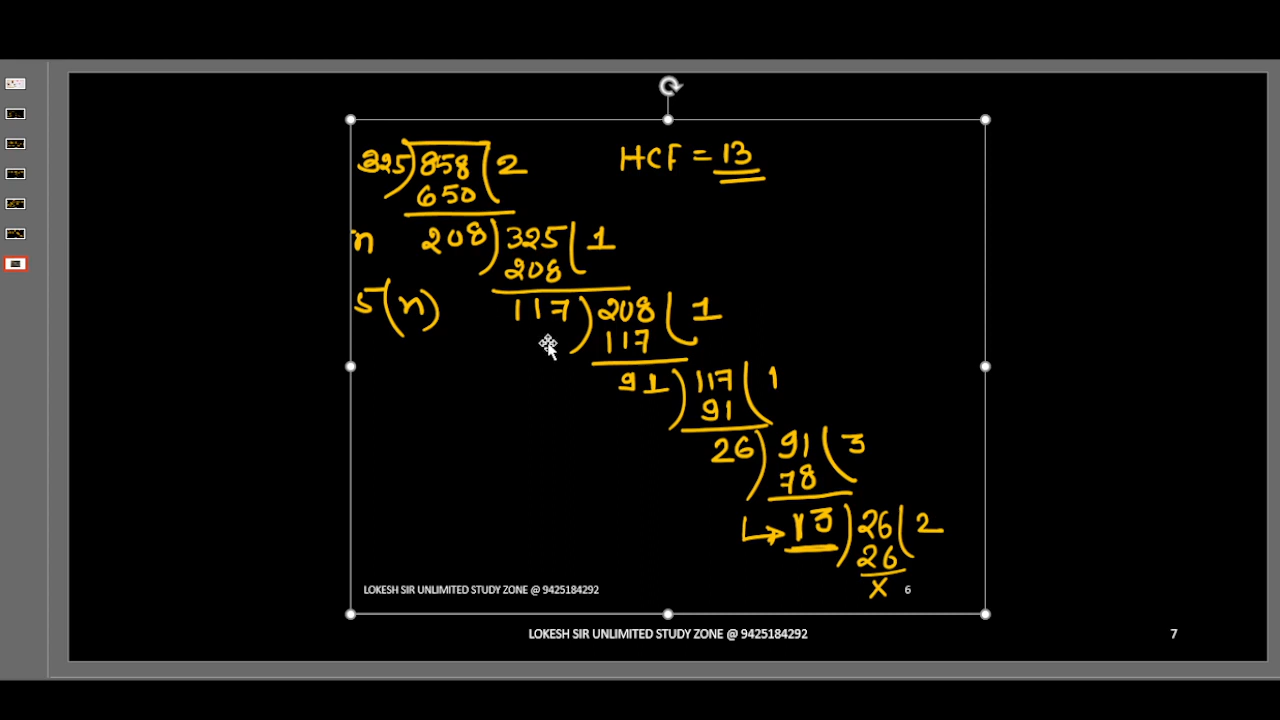 325) 858 ( 2
HCF = 13
650
n 208) 325 ( 1
208
5(n) 117) 208 ( 1
117
91) 117 ( 1
91
26) 91 ( 3
78
↳ 13) 26 ( 2
26
x
LOKESH SIR UNLIMITED STUDY ZONE @ 9425184292 6
LOKESH SIR UNLIMITED STUDY ZONE @ 9425184292 7